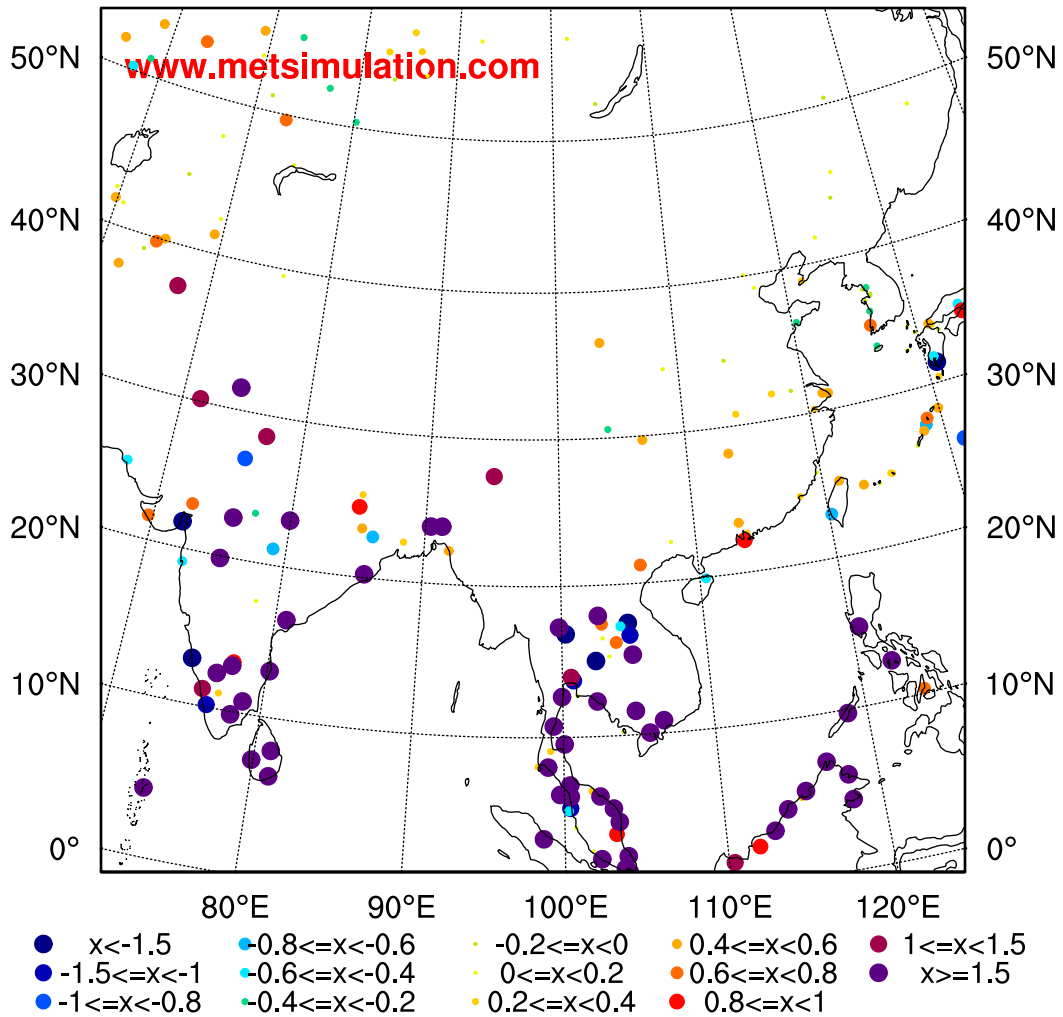 50°N 50°N
www.metsimulation.com
40°N 40°N
30°N 30°N
20°N 20°N
10°N 10°N
0° 0°
80°E 90°E 100°E 110°E 120°E
x<-1.5 -0.8<=x<-0.6 -0.2<=x<0 0.4<=x<0.6 1<=x<1.5
-1.5<=x<-1 -0.6<=x<-0.4 0<=x<0.2 0.6<=x<0.8 x>=1.5
-1<=x<-0.8 -0.4<=x<-0.2 0.2<=x<0.4 0.8<=x<1